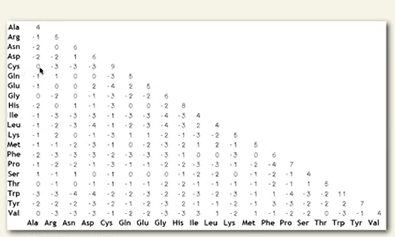 Ala 4
Arg -1 5
Asn -2 0 6
Asp -2 -2 1 6
Cys 0 -3 -3 -3 9
Gln -1 1 0 0 -3 5
Glu -1 0 0 2 -4 2 5
Gly 0 -2 0 -1 -3 -2 -2 6
His -2 0 1 -1 -3 0 0 -2 8
Ile -1 -3 -3 -3 -1 -3 -3 -4 -3 4
Leu -1 -2 -3 -4 -1 -2 -3 -4 -3 2 4
Lys -1 2 0 -1 -3 1 1 -2 -1 -3 -2 5
Met -1 -1 -2 -3 -1 0 -2 -3 -2 1 2 -1 5
Phe -2 -3 -3 -3 -2 -3 -3 -3 -1 0 0 -3 0 6
Pro -1 -2 -2 -1 -3 -1 -1 -2 -2 -3 -3 -1 -2 -4 7
Ser 1 -1 1 0 -1 0 0 0 -1 -2 -2 0 -1 -2 -1 4
Thr 0 -1 0 -1 -1 -1 -1 -2 -2 -1 -1 -1 -1 -2 -1 1 5
Trp -3 -3 -4 -4 -2 -2 -3 -2 -2 -3 -2 -3 -1 1 -4 -3 -2 11
Tyr -2 -2 -2 -3 -2 -1 -2 -3 2 -1 -1 -2 -1 3 -3 -2 -2 2 7
Val 0 -3 -3 -3 -1 -2 -2 -3 -3 3 1 -2 1 -1 -2 -2 0 -3 -1 4
Ala Arg Asn Asp Cys Gln Glu Gly His Ile Leu Lys Met Phe Pro Ser Thr Trp Tyr Val